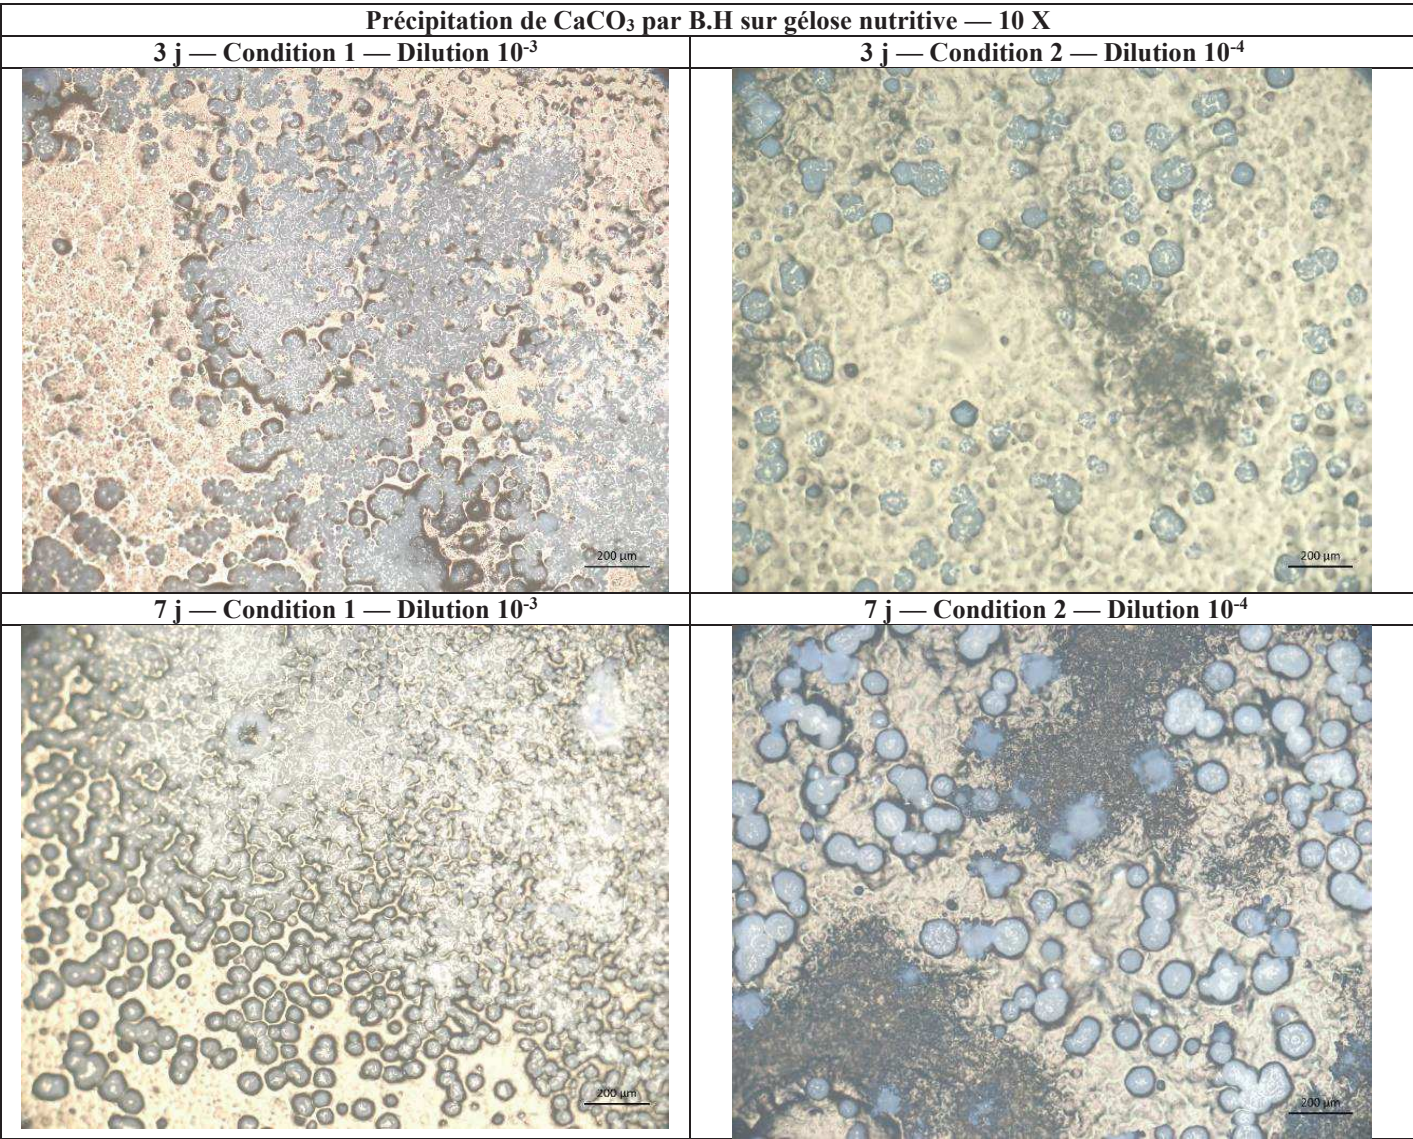 Précipitation de CaCO₃ par B.H sur gélose nutritive — 10 X
3 j — Condition 1 — Dilution 10⁻³
3 j — Condition 2 — Dilution 10⁻⁴
200 µm
200 µm
7 j — Condition 1 — Dilution 10⁻³
7 j — Condition 2 — Dilution 10⁻⁴
200 µm
200 µm